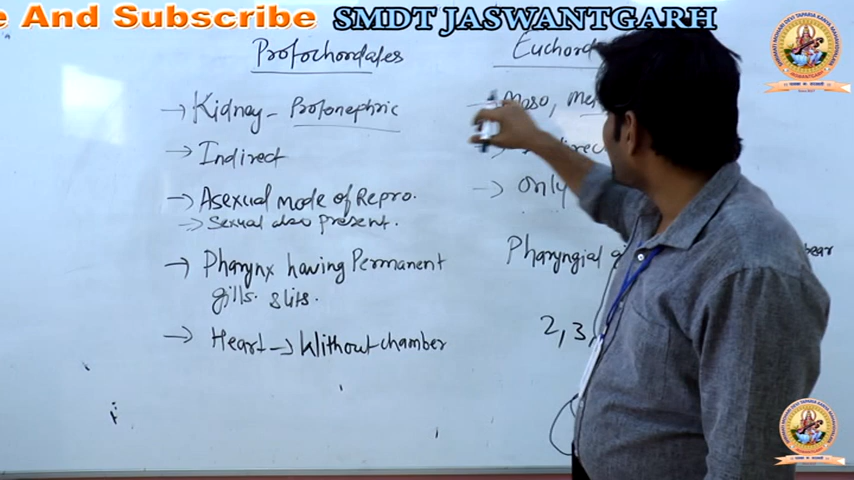 e And Subscribe SMDT JASWANTGARH
Protochordates
→ Kidney - Protonephric
→ Indirect
→ Asexual mode of Repro.
→ Sexual also Present.
→ Pharynx having Permanent
gills. slits.
→ Heart → Without chamber
→ Meso,
→ Only
2, 3,